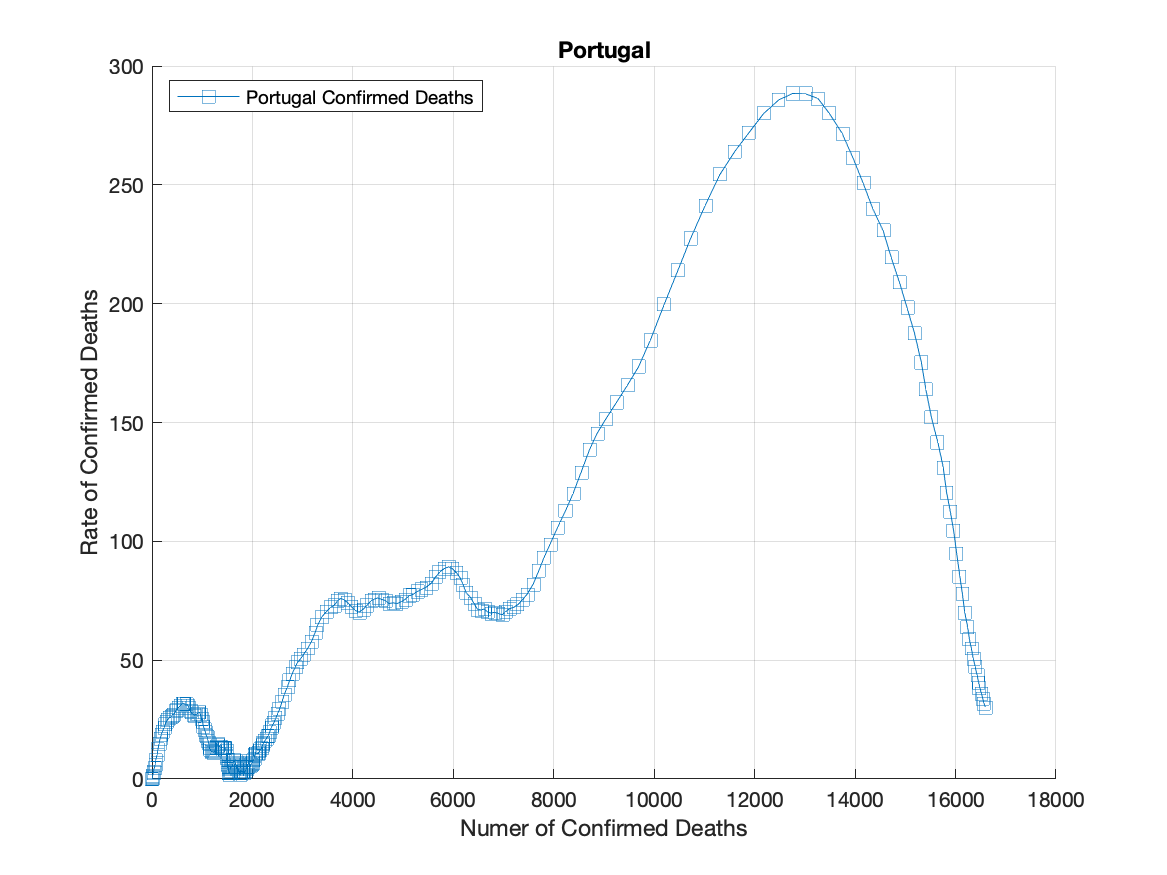 Portugal
Portugal Confirmed Deaths
300
250
200
150
100
50
0
Rate of Confirmed Deaths
0 2000 4000 6000 8000 10000 12000 14000 16000 18000
Numer of Confirmed Deaths